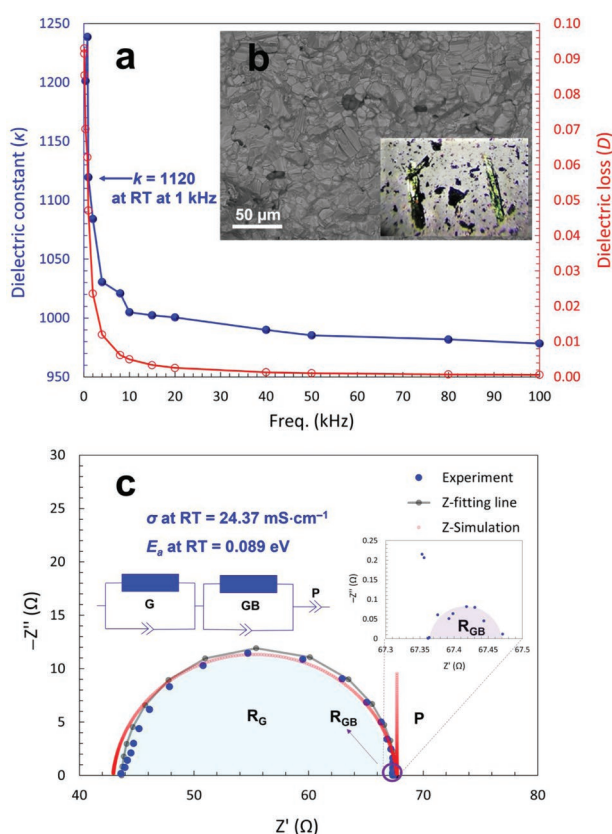 1250
1200
1150
1100
1050
1000
950
Dielectric constant (κ)
a
k = 1120
at RT at 1 kHz
b
50 μm
0.10
0.09
0.08
0.07
0.06
0.05
0.04
0.03
0.02
0.01
0.00
Dielectric loss (D)
0 10 20 30 40 50 60 70 80 90 100
Freq. (kHz)
30
25
20
15
10
5
0
−Z'' (Ω)
c
σ at RT = 24.37 mS·cm⁻¹
Eₐ at RT = 0.089 eV
G
GB
P
Experiment
Z-fitting line
Z-Simulation
0.25
0.2
0.15
0.1
0.05
0
−Z'' (Ω)
R_GB
67.3 67.35 67.4 67.45 67.5
Z' (Ω)
R_G
R_GB
P
40 50 60 70 80
Z' (Ω)